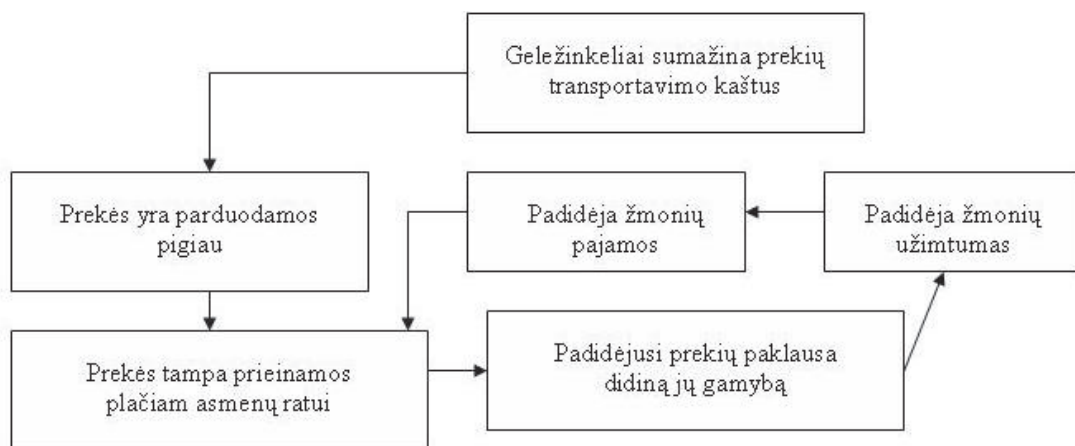 Geležinkeliai sumažina prekių
transportavimo kaštus
Prekės yra parduodamos
pigiau
Padidėja žmonių
pajamos
Padidėja žmonių
užimtumas
Prekės tampa prieinamos
plačiam asmenų ratui
Padidėjusi prekių paklausa
didiną jų gamybą